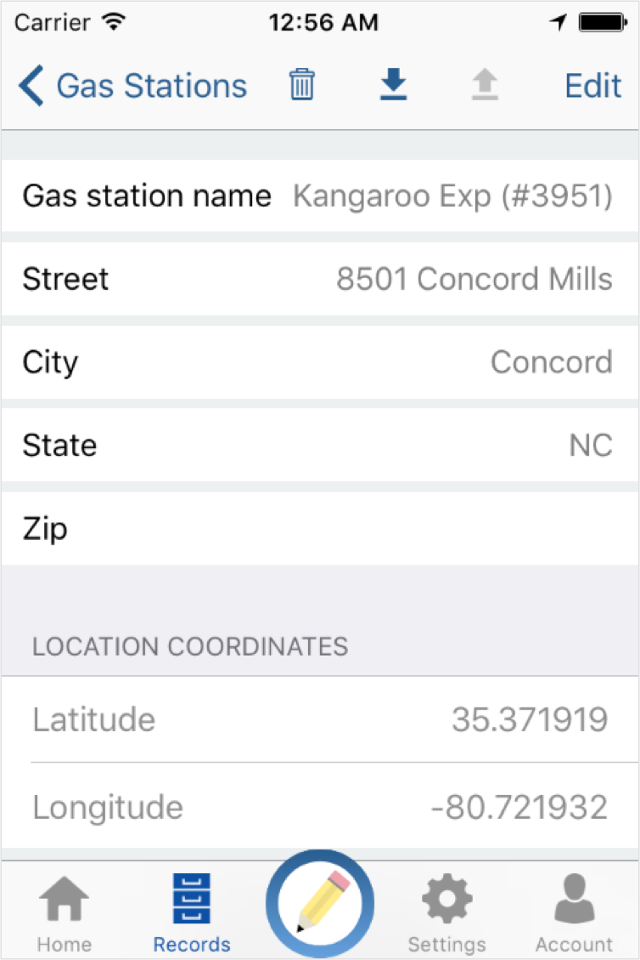 Carrier 12:56 AM
Gas Stations Edit
Gas station name Kangaroo Exp (#3951)
Street 8501 Concord Mills
City Concord
State NC
Zip
LOCATION COORDINATES
Latitude 35.371919
Longitude -80.721932
Home Records Settings Account